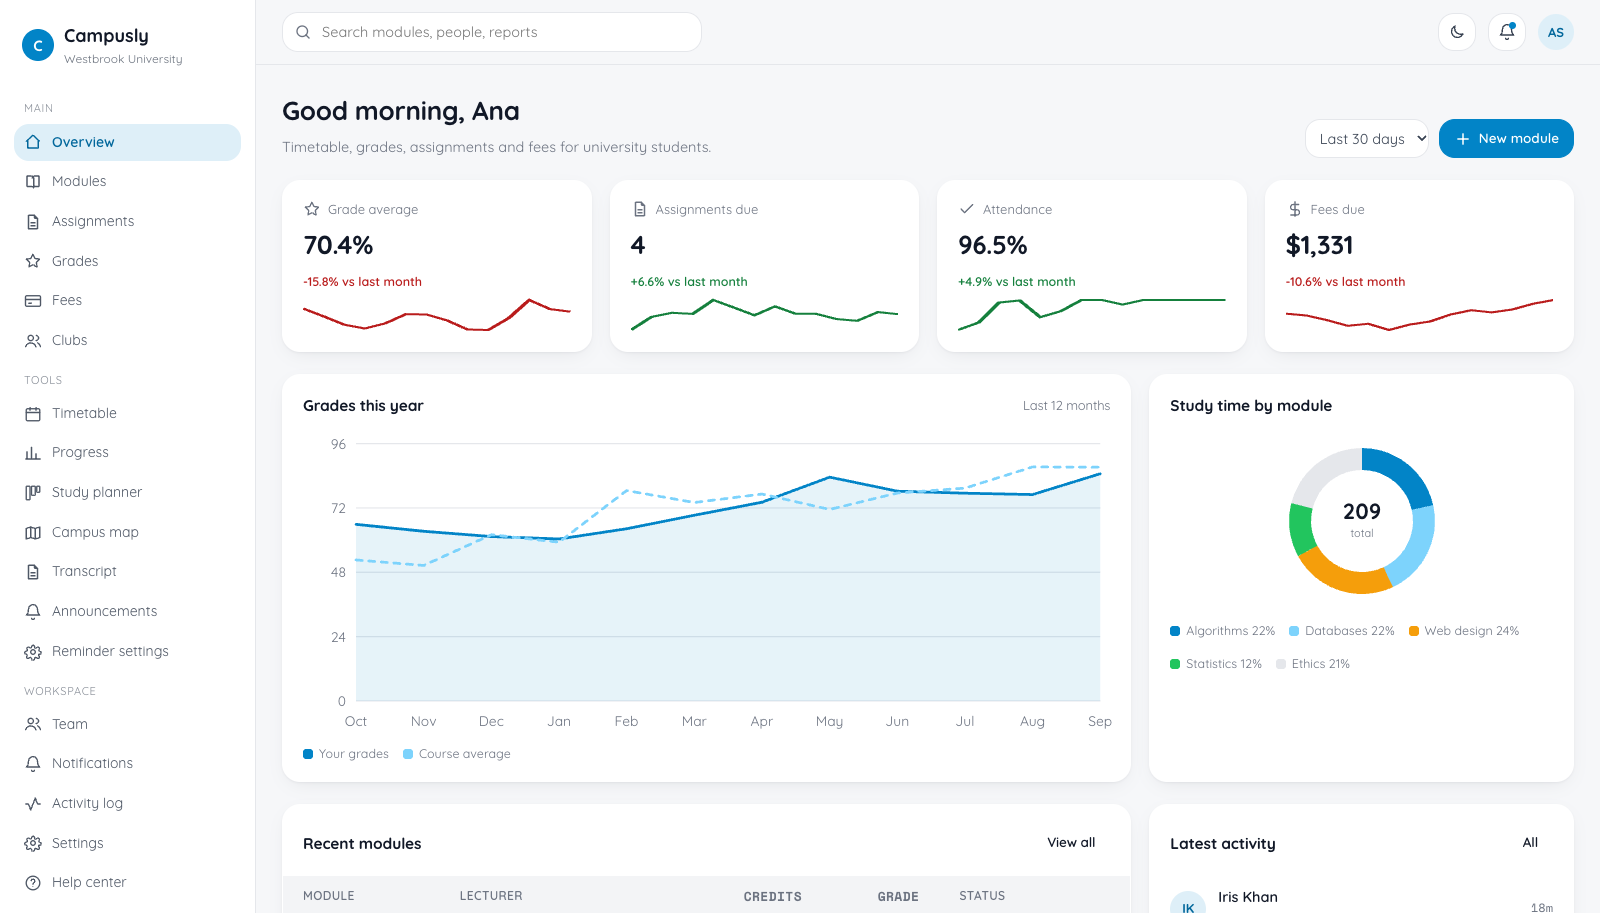 C
Campusly
Westbrook University
MAIN
Overview
Modules
Assignments
Grades
Fees
Clubs
TOOLS
Timetable
Progress
Study planner
Campus map
Transcript
Announcements
Reminder settings
WORKSPACE
Team
Notifications
Activity log
Settings
Help center
Search modules, people, reports
AS
Good morning, Ana
Timetable, grades, assignments and fees for university students.
Last 30 days
New module
Grade average
70.4%
-15.8% vs last month
Assignments due
4
+6.6% vs last month
Attendance
96.5%
+4.9% vs last month
Fees due
$1,331
-10.6% vs last month
Grades this year
Last 12 months
96
72
48
24
0
Oct Nov Dec Jan Feb Mar Apr May Jun Jul Aug Sep
Your grades Course average
Study time by module
209
total
Algorithms 22% Databases 22% Web design 24%
Statistics 12% Ethics 21%
Recent modules
View all
MODULE LECTURER CREDITS GRADE STATUS
Latest activity
All
IK
Iris Khan
18m